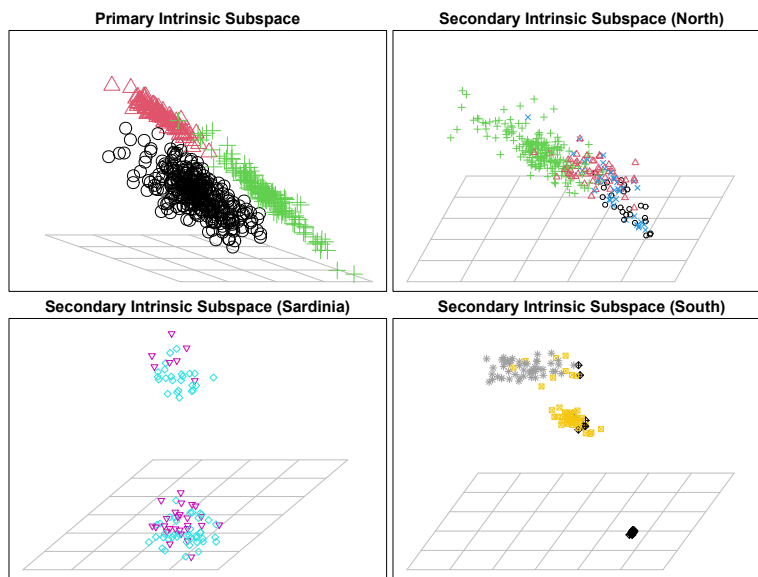 Primary Intrinsic Subspace
Secondary Intrinsic Subspace (North)
Secondary Intrinsic Subspace (Sardinia)
Secondary Intrinsic Subspace (South)